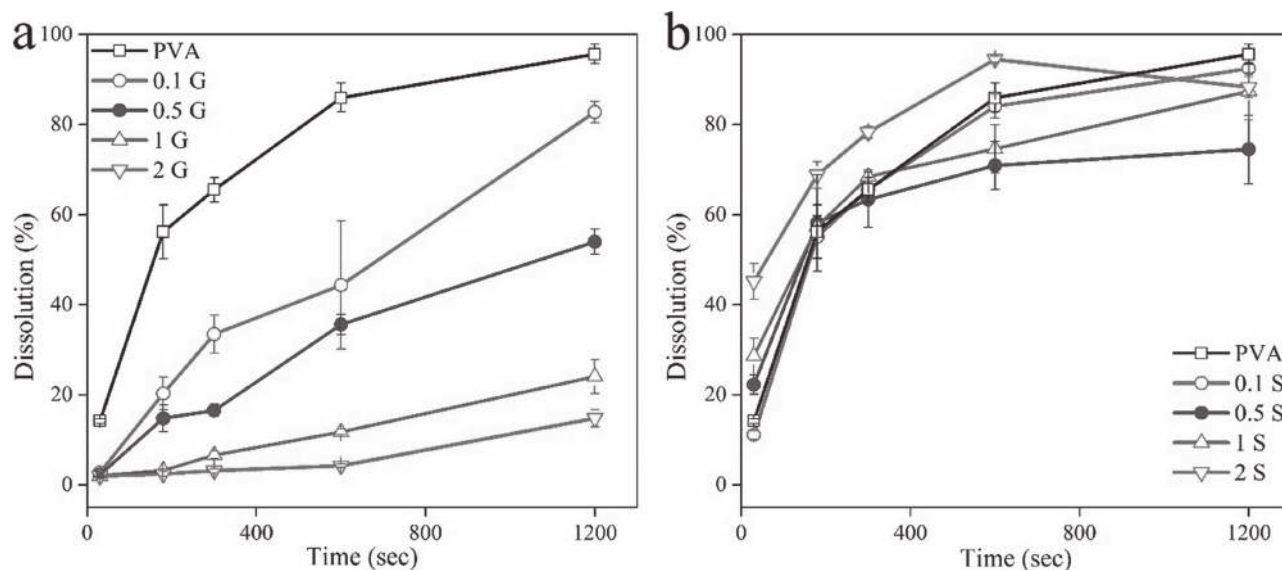 a
PVA
0.1 G
0.5 G
1 G
2 G
100
80
60
40
20
0
Dissolution (%)
0
400
800
1200
Time (sec)
b
100
80
60
40
20
0
Dissolution (%)
PVA
0.1 S
0.5 S
1 S
2 S
0
400
800
1200
Time (sec)